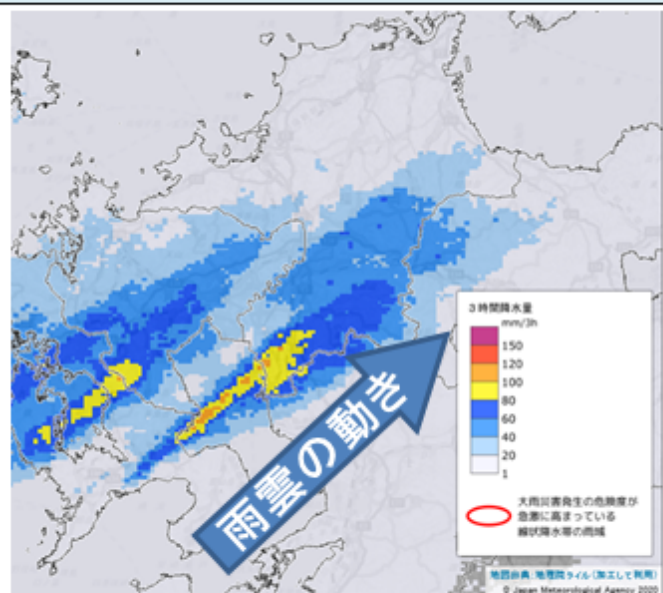 雨雲の動き
3時間降水量
mm/3h
150
120
100
80
60
40
20
1
大雨災害発生の危険度が
急激に高まっている
線状降水帯の雨域
地図出典:地理院タイル(加工して利用)
© Japan Meteorological Agency 2020